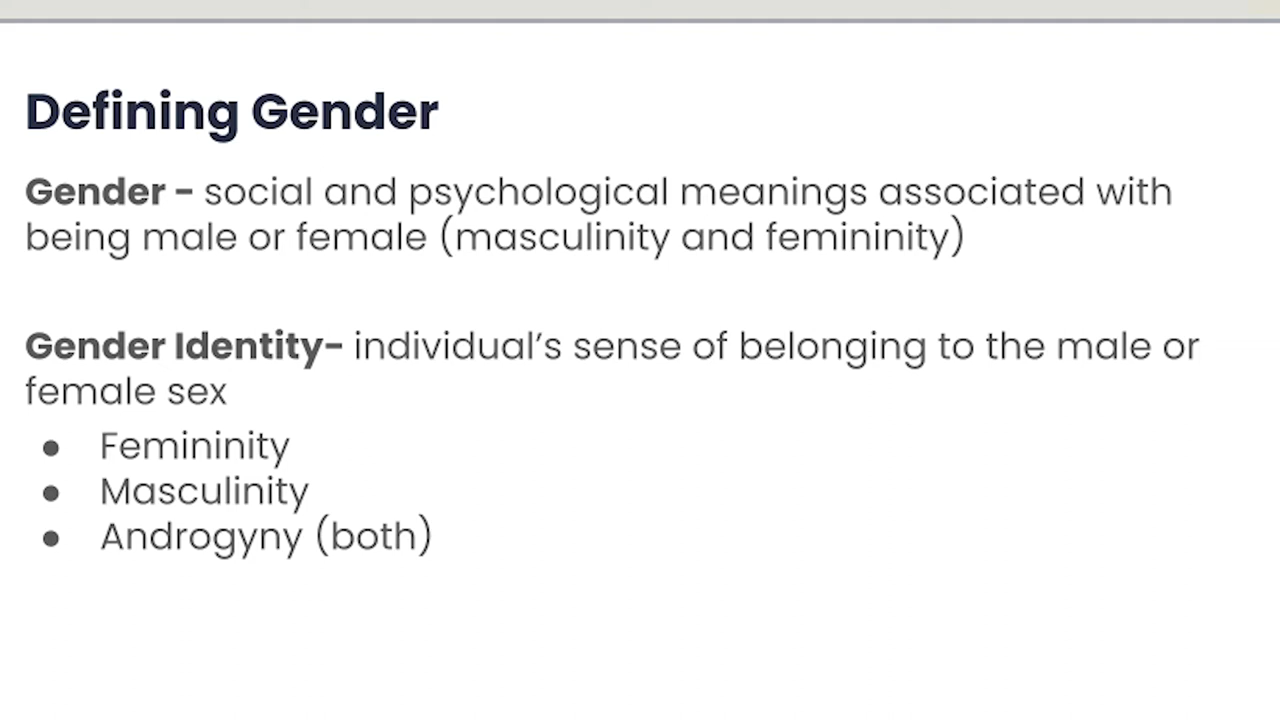 Defining Gender
Gender - social and psychological meanings associated with
being male or female (masculinity and femininity)
Gender Identity- individual’s sense of belonging to the male or
female sex
● Femininity
● Masculinity
● Androgyny (both)